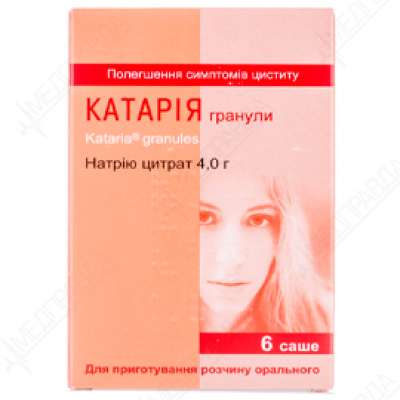 Полегшення симптомів циститу
КАТАРІЯ гранули
Kataria® granules
Натрію цитрат 4,0 г
6 саше
Для приготування розчину орального